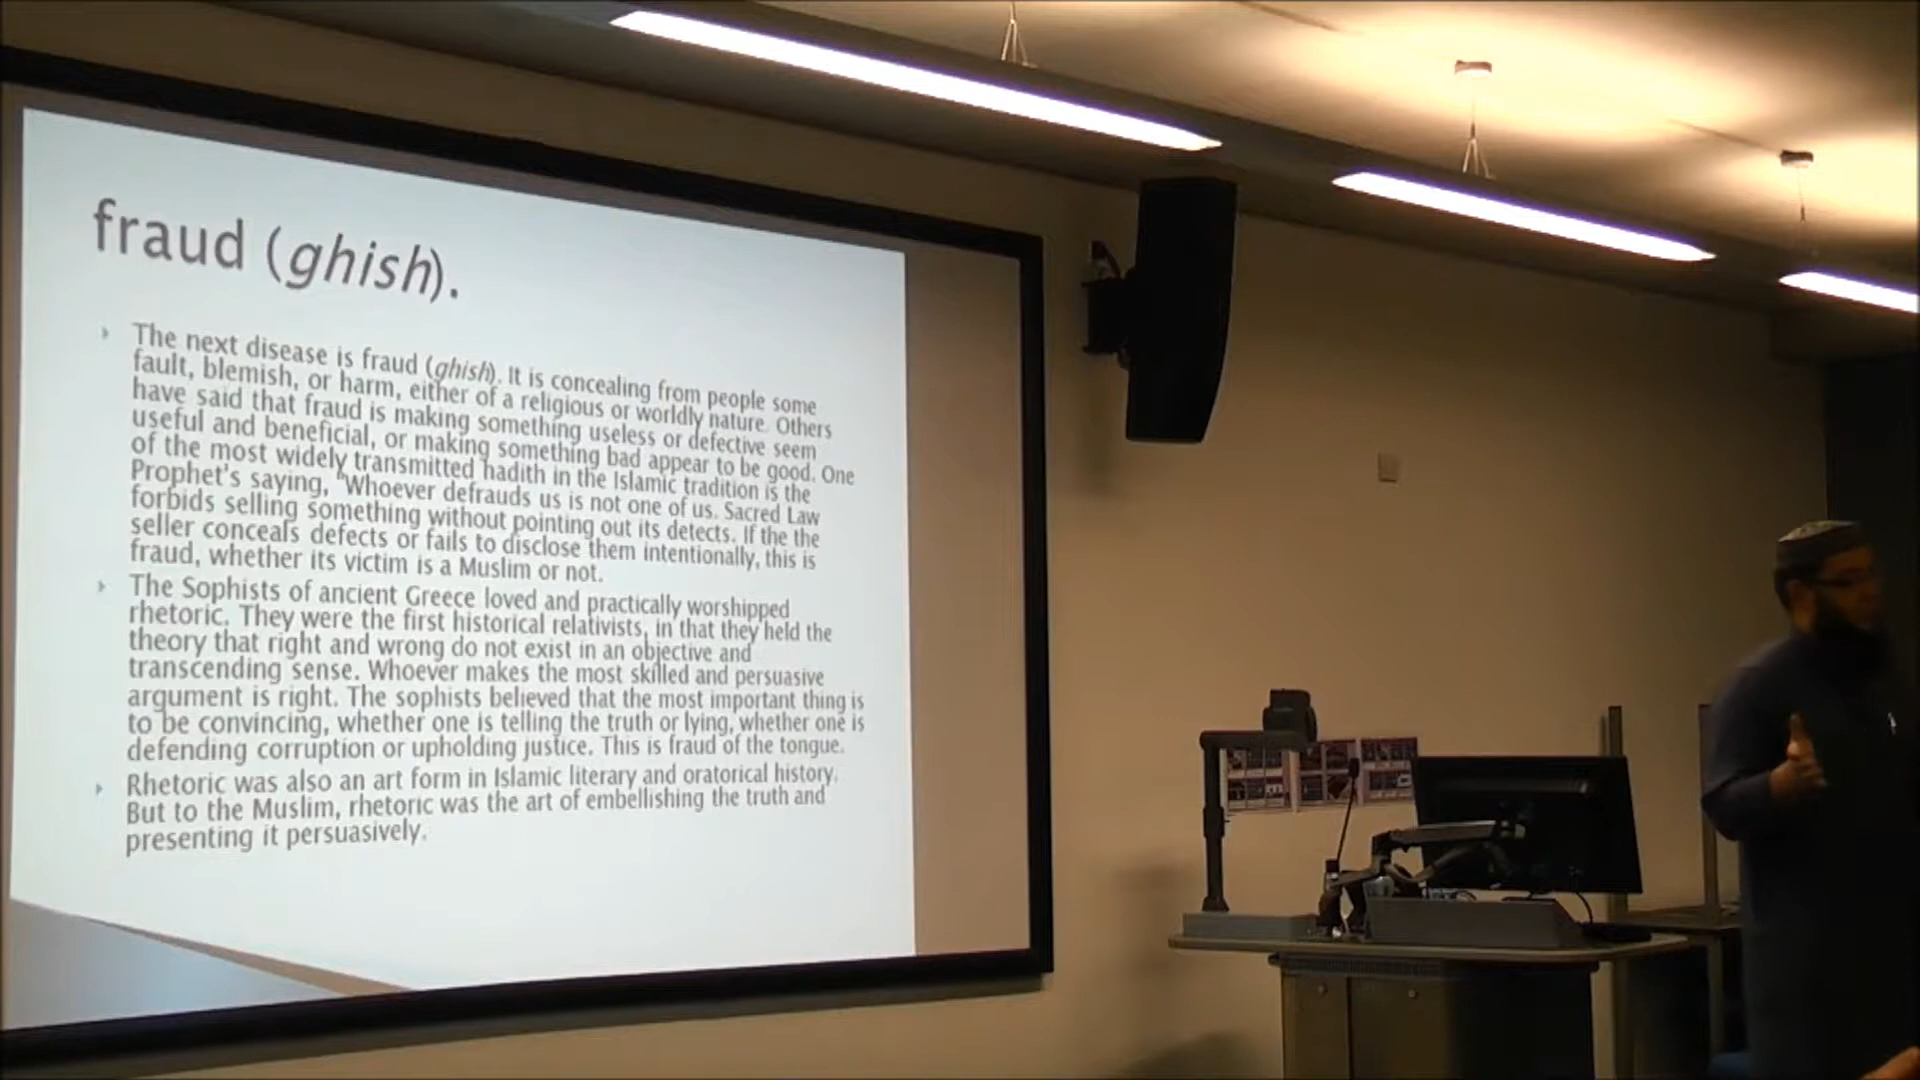 fraud (ghish).
The next disease is fraud (ghish). It is concealing from people some
fault, blemish, or harm, either of a religious or worldly nature. Others
have said that fraud is making something useless or defective seem
useful and beneficial, or making something bad appear to be good. One
of the most widely transmitted hadith in the Islamic tradition is the
Prophet's saying, "Whoever defrauds us is not one of us. Sacred Law
forbids selling something without pointing out its detects. If the the
seller conceals defects or fails to disclose them intentionally, this is
fraud, whether its victim is a Muslim or not.
The Sophists of ancient Greece loved and practically worshipped
rhetoric. They were the first historical relativists, in that they held the
theory that right and wrong do not exist in an objective and
transcending sense. Whoever makes the most skilled and persuasive
argument is right. The sophists believed that the most important thing is
to be convincing, whether one is telling the truth or lying, whether one is
defending corruption or upholding justice. This is fraud of the tongue.
Rhetoric was also an art form in Islamic literary and oratorical history.
But to the Muslim, rhetoric was the art of embellishing the truth and
presenting it persuasively.